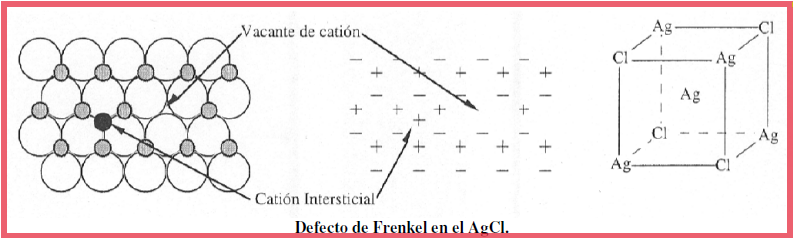 Vacante de catión
Catión Intersticial
Ag
Cl
Cl
Ag
Ag
Cl
Ag
Ag
Cl
− − − − − −
+ + + + +
− − − − − −
+ + + +
+
− − − − − −
+ + + + +
− − − − − −
Defecto de Frenkel en el AgCl.